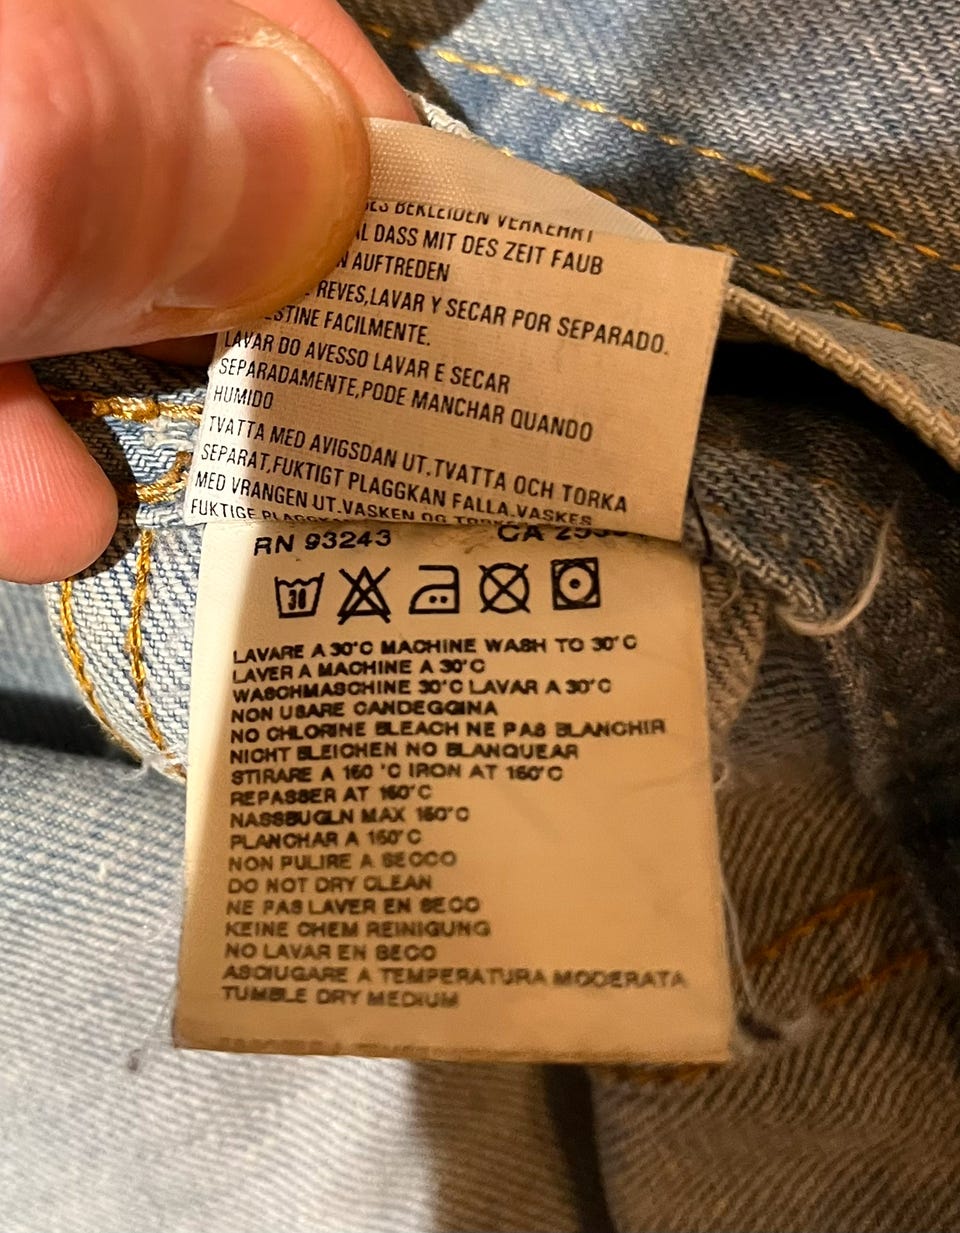 BEKLEIDEN VERKEHRT
DASS MIT DES ZEIT FAUB
AUFTREDEN
REVES,LAVAR Y SECAR POR SEPARADO.
FACILMENTE.
LAVAR DO AVESSO LAVAR E SECAR
SEPARADAMENTE,PODE MANCHAR QUANDO
HUMIDO
TVATTA MED AVIGSDAN UT.TVATTA OCH TORKA
SEPARAT,FUKTIGT PLAGGKAN FALLA.VASKES
MED VRANGEN UT.VASKEN OG
FUKTIGE
RN 93243 CA
30
LAVARE A 30°C MACHINE WASH TO 30°C
LAVER A MACHINE A 30°C
WASCHMASCHINE 30°C LAVAR A 30°C
NON USARE CANDEGGINA
NO CHLORINE BLEACH NE PAS BLANCHIR
NICHT BLEICHEN NO BLANQUEAR
STIRARE A 160 °C IRON AT 160°C
REPASSER AT 160°C
NASSBUGLN MAX 160°C
PLANCHAR A 160°C
NON PULIRE A SECCO
DO NOT DRY CLEAN
NE PAS LAVER EN SECO
KEINE CHEM REINIGUNG
NO LAVAR EN SECO
ASCIUGARE A TEMPERATURA MODERATA
TUMBLE DRY MEDIUM